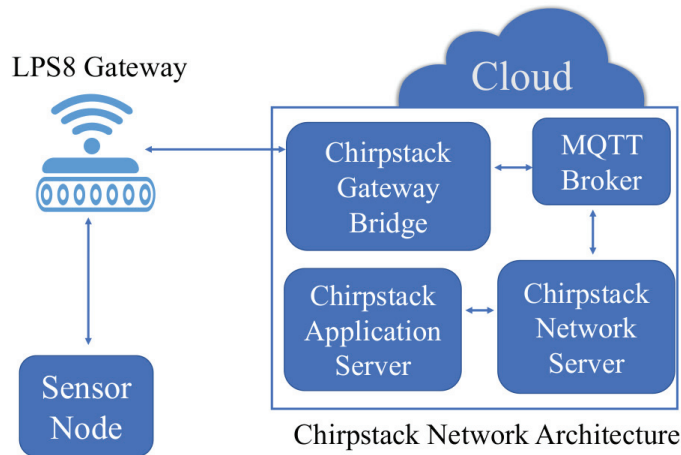 LPS8 Gateway
Cloud
Chirpstack
Gateway
Bridge
MQTT
Broker
Chirpstack
Application
Server
Chirpstack
Network
Server
Sensor
Node
Chirpstack Network Architecture